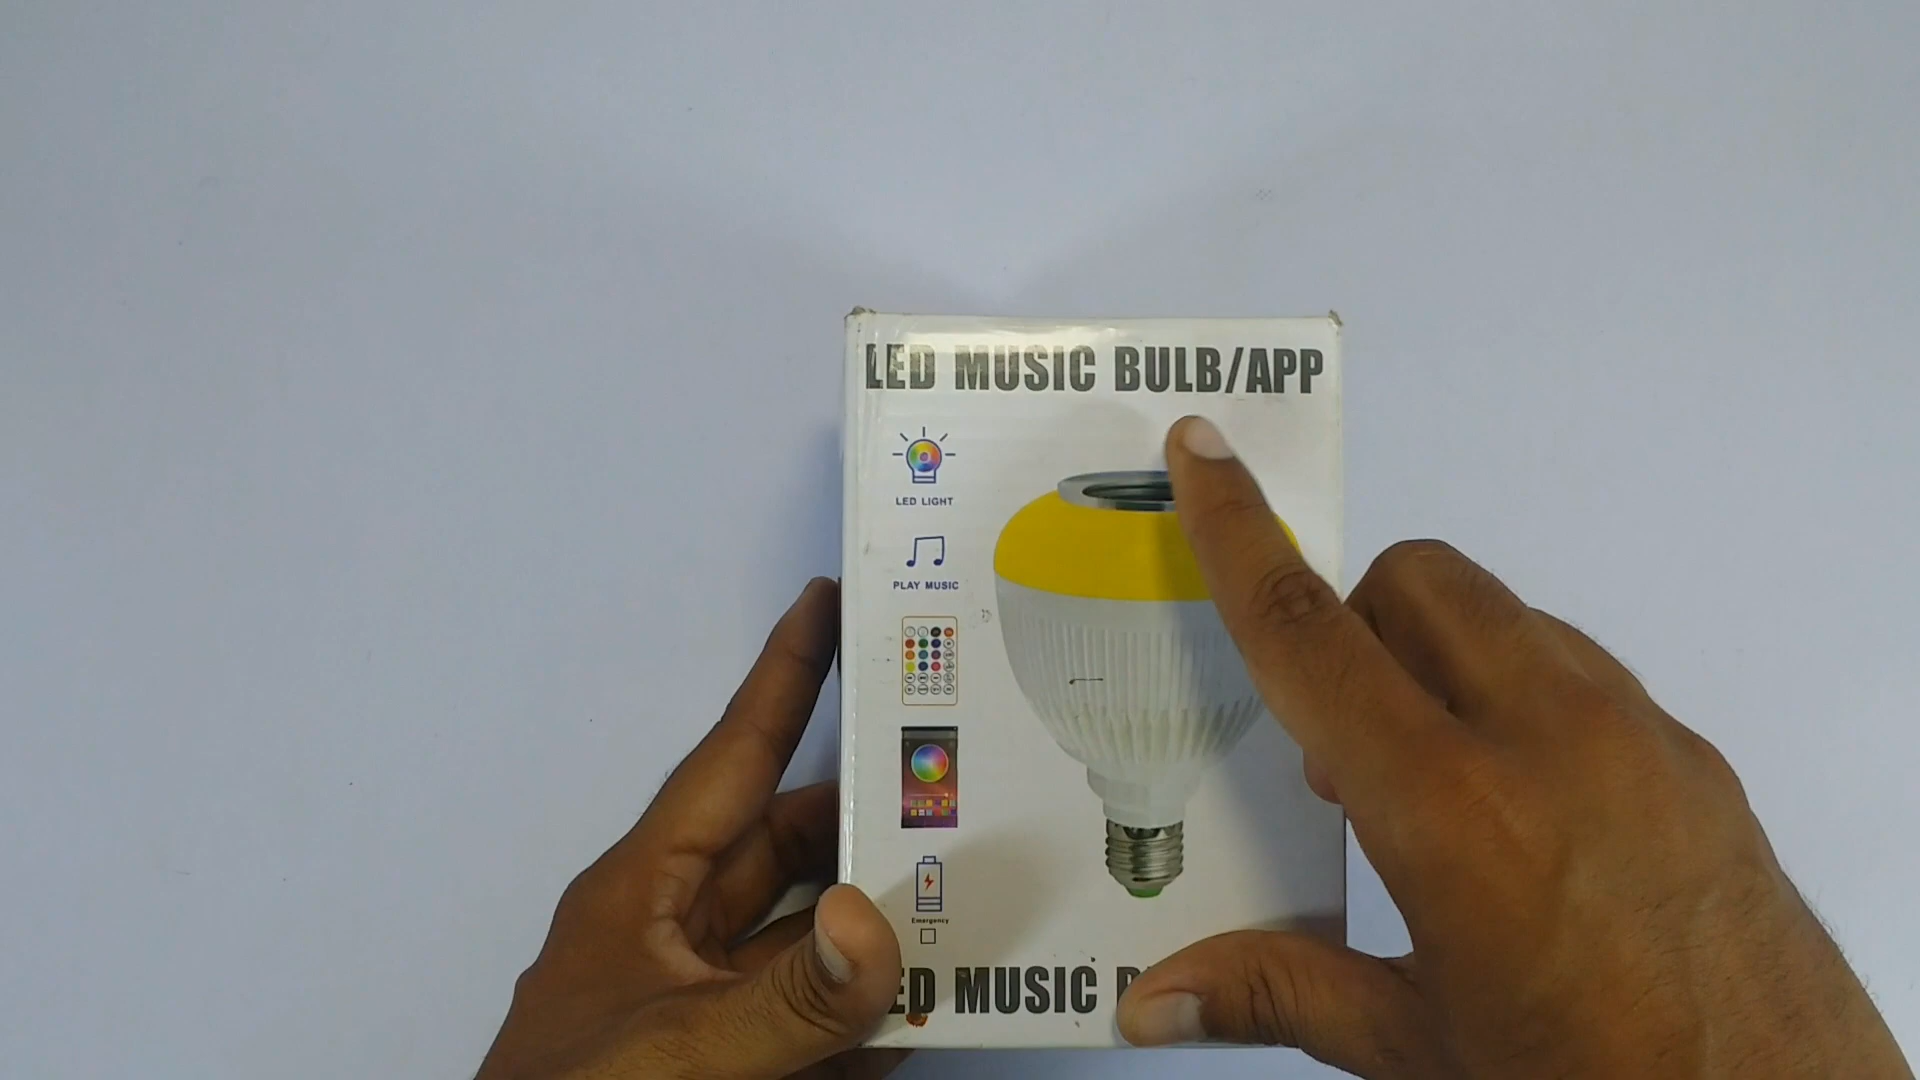 LED MUSIC BULB/APP
LED LIGHT
PLAY MUSIC
Emergency
ED MUSIC B